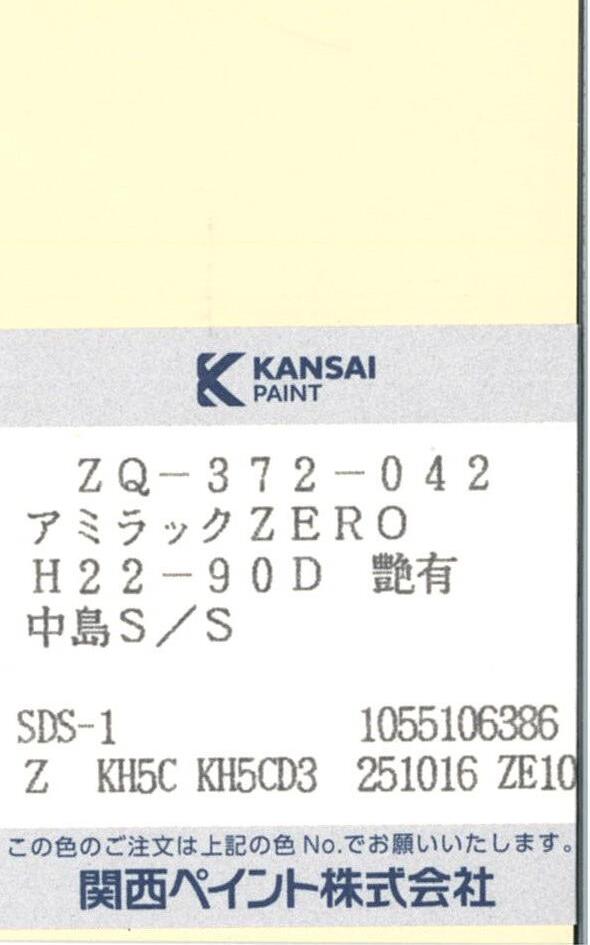 KANSAI
PAINT
ZQ－372－042
アミラックZERO
H22－90D 艶有
中島S／S
SDS-1 1055106386
Z KH5C KH5CD3 251016 ZE10
この色のご注文は上記の色No.でお願いいたします。
関西ペイント株式会社